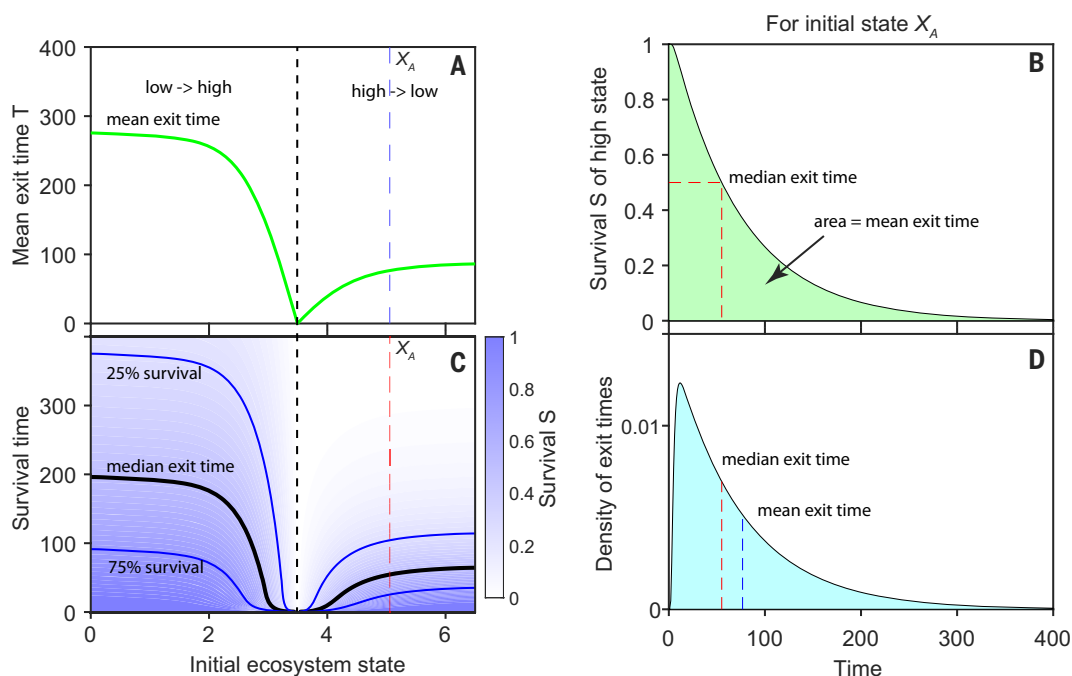 A
X_A
low -> high
high -> low
mean exit time
400
300
200
100
0
Mean exit time T
0
2
4
6
For initial state X_A
B
1
0.8
0.6
0.4
0.2
0
Survival S of high state
median exit time
area = mean exit time
C
X_A
25% survival
median exit time
75% survival
300
200
100
0
Survival time
0
2
4
6
Initial ecosystem state
1
0.8
0.6
0.4
0.2
0
Survival S
D
0.01
0
Density of exit times
median exit time
mean exit time
0
100
200
300
400
Time